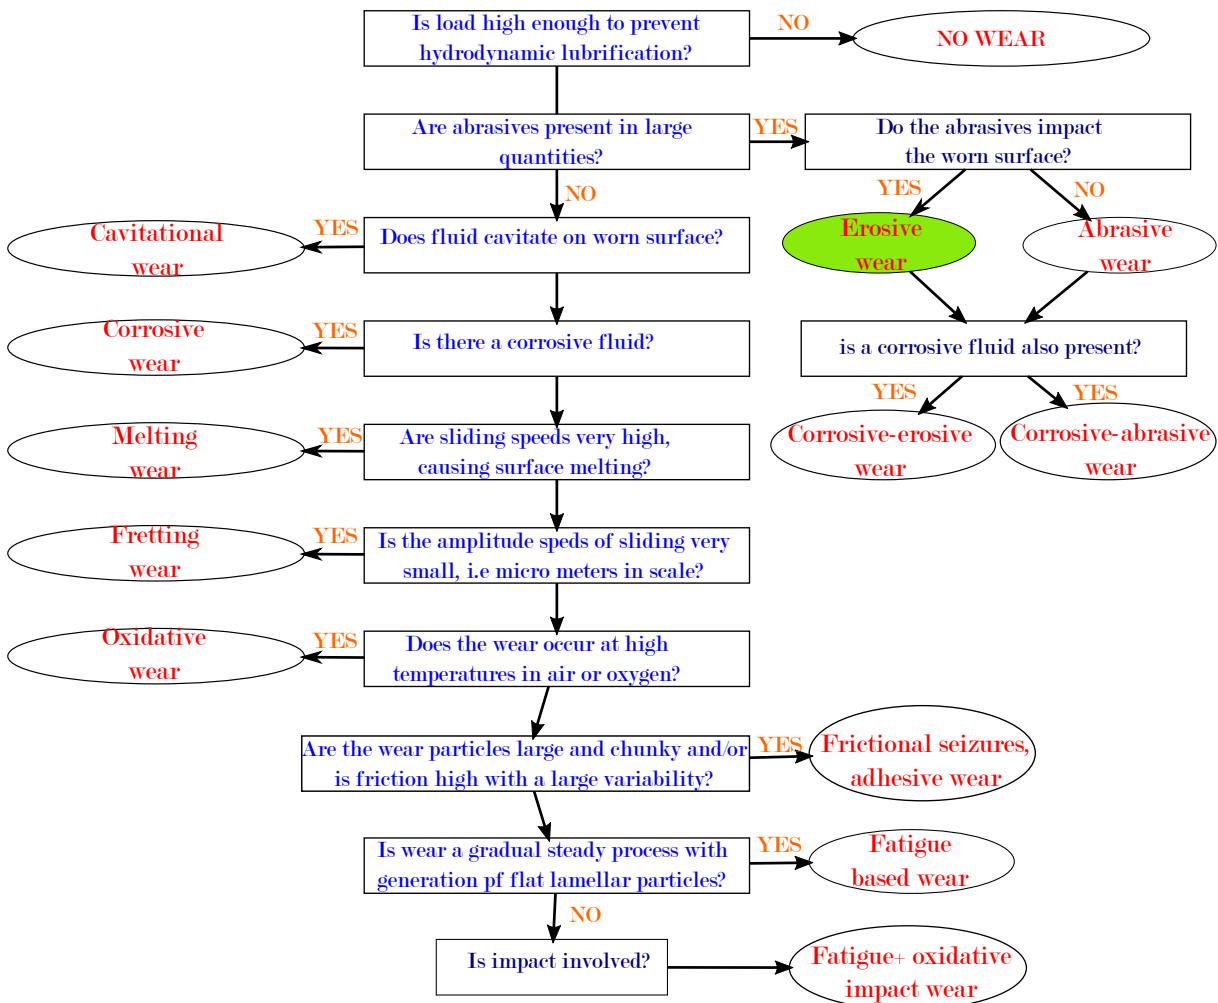 Is load high enough to prevent
hydrodynamic lubrification?
NO
NO WEAR
Are abrasives present in large
quantities?
YES
Do the abrasives impact
the worn surface?
NO
YES
NO
Cavitational
wear
YES
Does fluid cavitate on worn surface?
Erosive
wear
Abrasive
wear
Corrosive
wear
YES
Is there a corrosive fluid?
is a corrosive fluid also present?
YES
YES
Melting
wear
YES
Are sliding speeds very high,
causing surface melting?
Corrosive-erosive
wear
Corrosive-abrasive
wear
Fretting
wear
YES
Is the amplitude speds of sliding very
small, i.e micro meters in scale?
Oxidative
wear
YES
Does the wear occur at high
temperatures in air or oxygen?
Are the wear particles large and chunky and/or
is friction high with a large variability?
YES
Frictional seizures,
adhesive wear
Is wear a gradual steady process with
generation pf flat lamellar particles?
YES
Fatigue
based wear
NO
Is impact involved?
Fatigue+ oxidative
impact wear